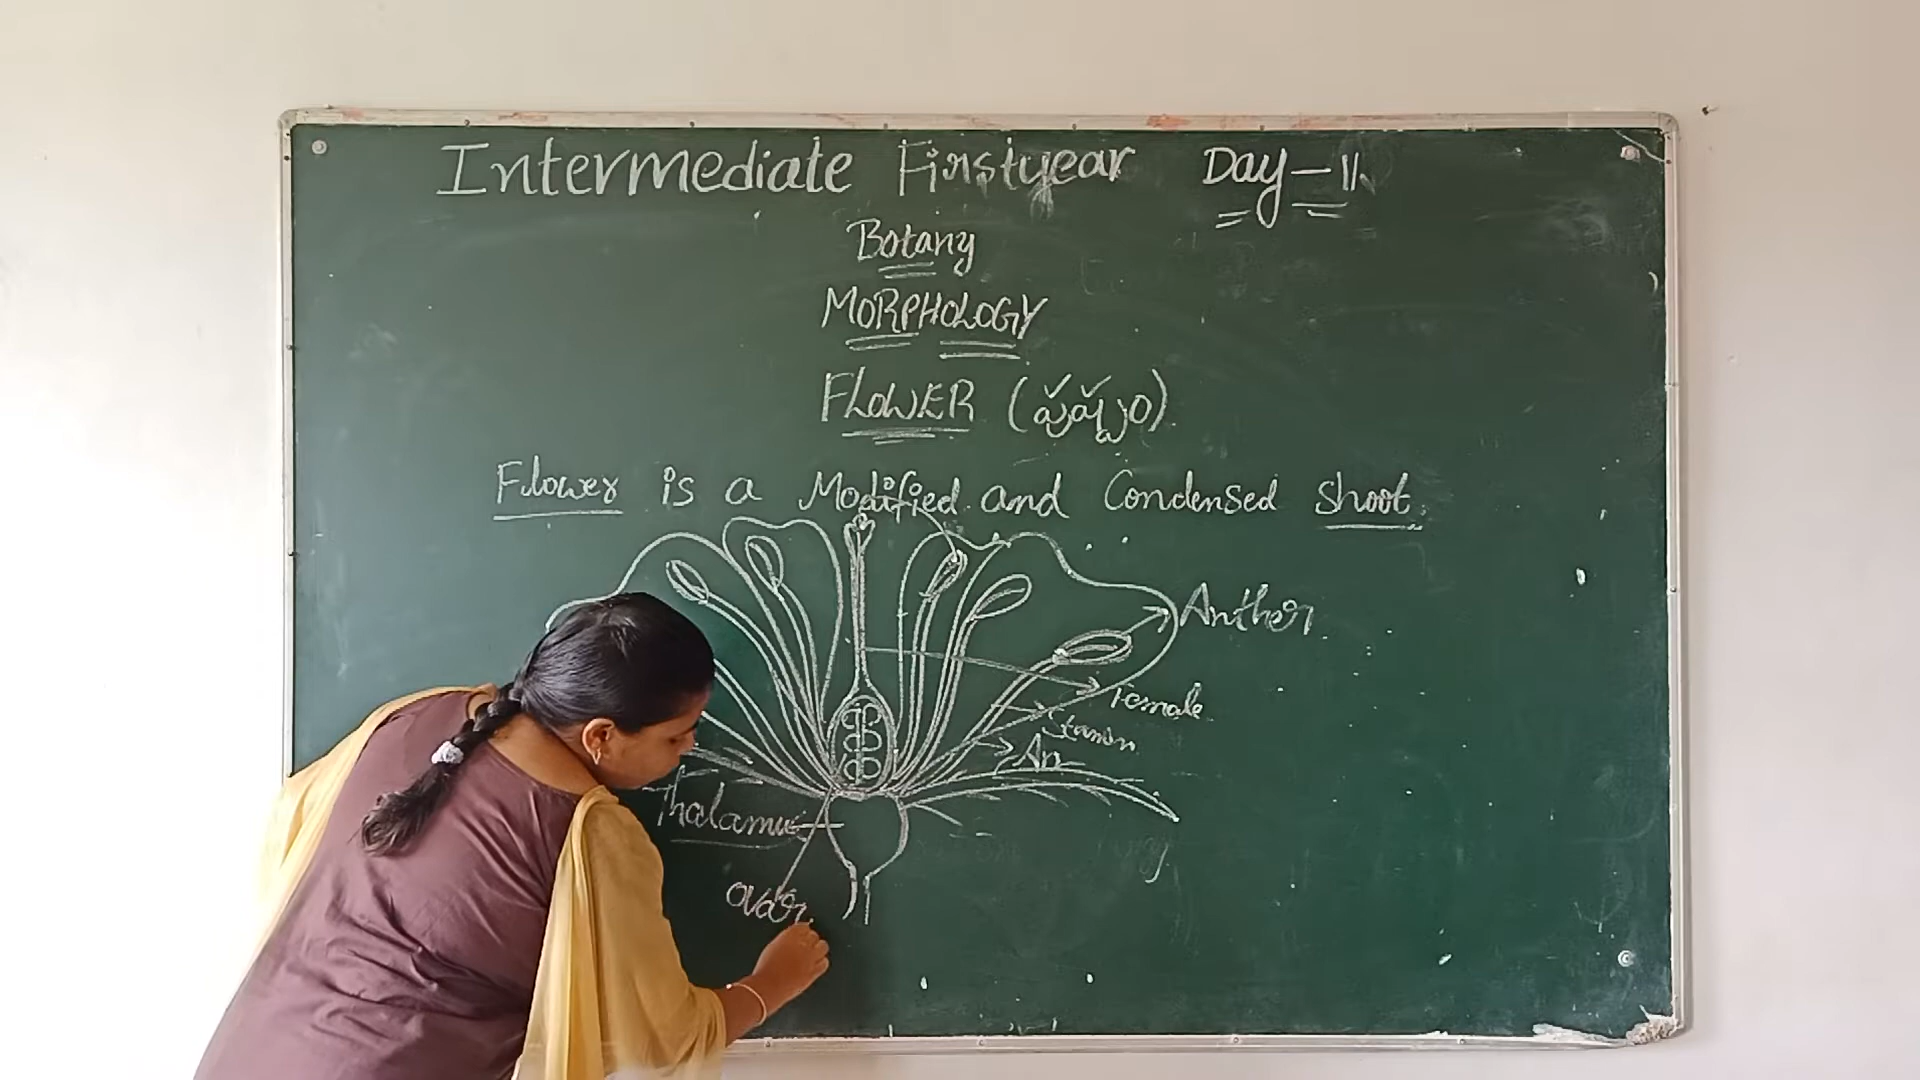 Intermediate Firstyear Day-11
Botany
MORPHOLOGY
FLOWER (పుష్పం)
Flower is a Modified and Condensed shoot.
Anther
Female
Stamen
An
Thalamus
ovar